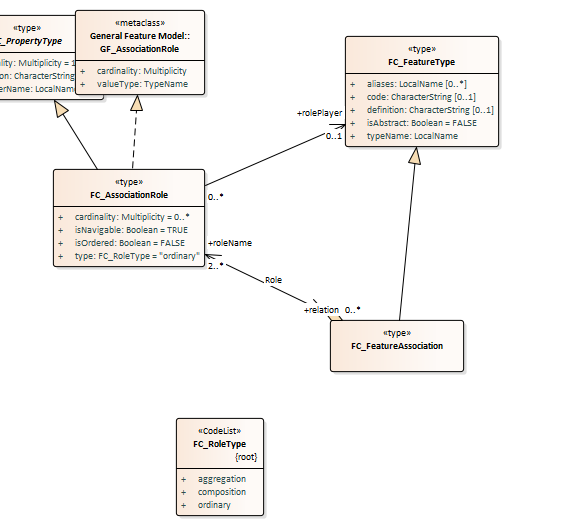 «type»
C_PropertyType
ality: Multiplicity = 1
on: CharacterString
erName: LocalName
«metaclass»
General Feature Model::
GF_AssociationRole
+ cardinality: Multiplicity
+ valueType: TypeName
«type»
FC_FeatureType
+ aliases: LocalName [0..*]
+ code: CharacterString [0..1]
+ definition: CharacterString [0..1]
+ isAbstract: Boolean = FALSE
+ typeName: LocalName
+rolePlayer
0..1
«type»
FC_AssociationRole
+ cardinality: Multiplicity = 0..*
+ isNavigable: Boolean = TRUE
+ isOrdered: Boolean = FALSE
+ type: FC_RoleType = "ordinary"
0..*
+roleName
2..*
Role
+relation 0..*
«type»
FC_FeatureAssociation
«CodeList»
FC_RoleType
{root}
+ aggregation
+ composition
+ ordinary